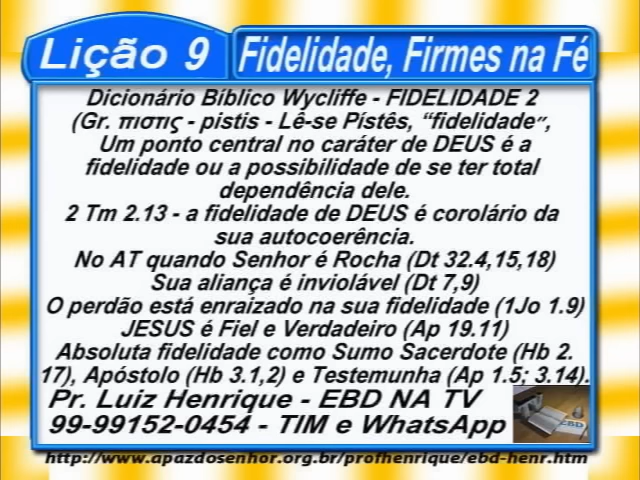 Lição 9 Fidelidade, Firmes na Fé
Dicionário Bíblico Wycliffe - FIDELIDADE 2
(Gr. πιστις - pistis - Lê-se Pístês, “fidelidade”,
Um ponto central no caráter de DEUS é a
fidelidade ou a possibilidade de se ter total
dependência dele.
2 Tm 2.13 - a fidelidade de DEUS é corolário da
sua autocoerência.
No AT quando Senhor é Rocha (Dt 32.4,15,18)
Sua aliança é inviolável (Dt 7,9)
O perdão está enraizado na sua fidelidade (1Jo 1.9)
JESUS é Fiel e Verdadeiro (Ap 19.11)
Absoluta fidelidade como Sumo Sacerdote (Hb 2.
17), Apóstolo (Hb 3.1,2) e Testemunha (Ap 1.5; 3.14).
Pr. Luiz Henrique - EBD NA TV
99-99152-0454 - TIM e WhatsApp
EBD
http://www.apazdosenhor.org.br/profhenrique/ebd-henr.htm